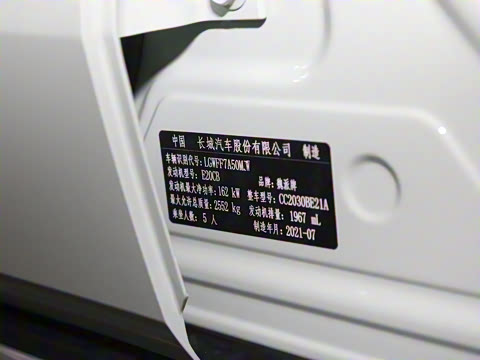 中国 长城汽车股份有限公司 制造
车辆识别代号: LGWFF7A50M.W
发动机型号: E20CB 品牌: 魏派牌
发动机最大净功率: 162 kW 整车型号: CC2030BE21A
最大允许总质量: 2552 kg 发动机排量: 1967 mL
乘坐人数: 5 人 制造年月: 2021-07